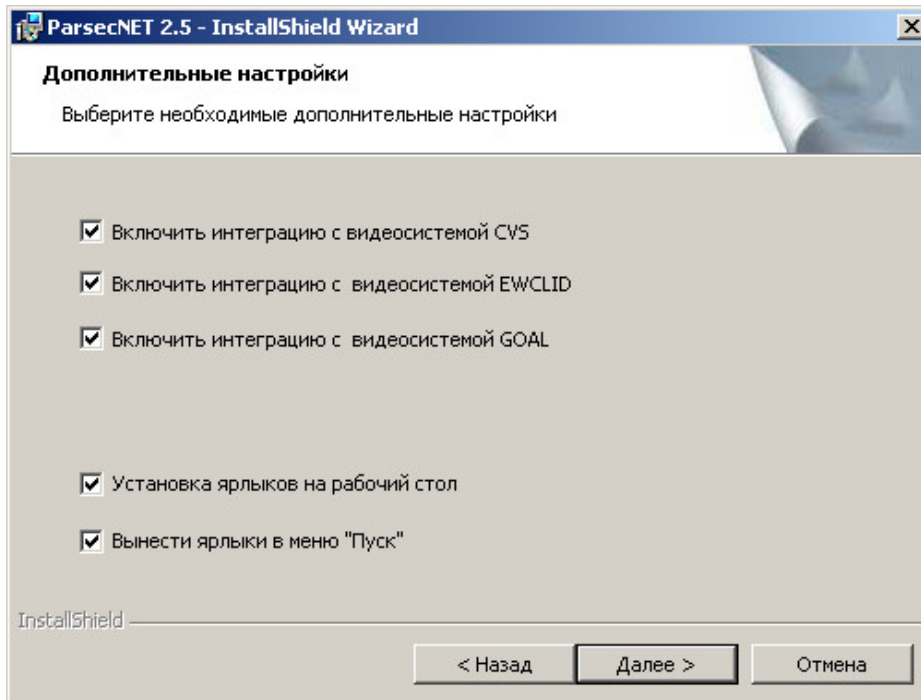 ParsecNET 2.5 - InstallShield Wizard
Дополнительные настройки
Выберите необходимые дополнительные настройки
Включить интеграцию с видеосистемой CVS
Включить интеграцию с видеосистемой EWCLID
Включить интеграцию с видеосистемой GOAL
Установка ярлыков на рабочий стол
Вынести ярлыки в меню "Пуск"
InstallShield
< Назад
Далее >
Отмена